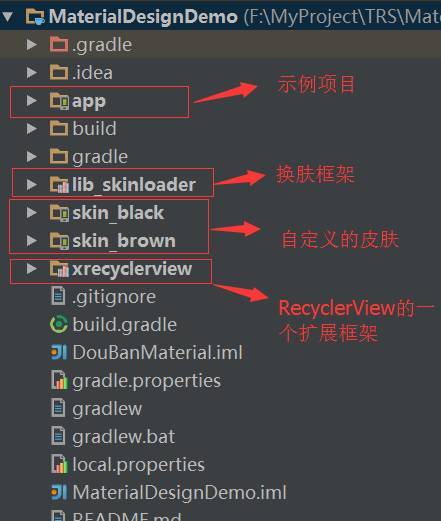 MaterialDesignDemo (F:\MyProject\TRS\Mate
.gradle
.idea
app
示例项目
build
gradle
lib_skinloader
换肤框架
skin_black
skin_brown
自定义的皮肤
xrecyclerview
RecyclerView的一
个扩展框架
.gitignore
build.gradle
DouBanMaterial.iml
gradle.properties
gradlew
gradlew.bat
local.properties
MaterialDesignDemo.iml
README.md